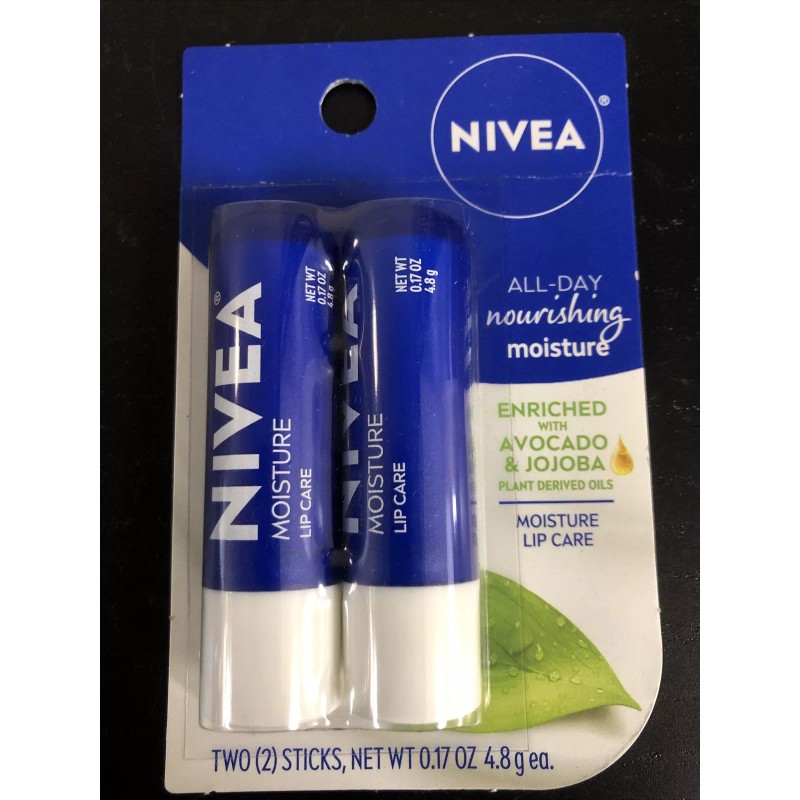 NIVEA®
ALL-DAY
nourishing
moisture
ENRICHED
WITH
AVOCADO
& JOJOBA
PLANT DERIVED OILS
MOISTURE
LIP CARE
NIVEA®
MOISTURE
LIP CARE
NET WT
0.17 OZ
4.8 g
NIVEA
MOISTURE
LIP CARE
NET WT
0.17 OZ
4.8 g
TWO (2) STICKS, NET WT 0.17 OZ 4.8 g ea.